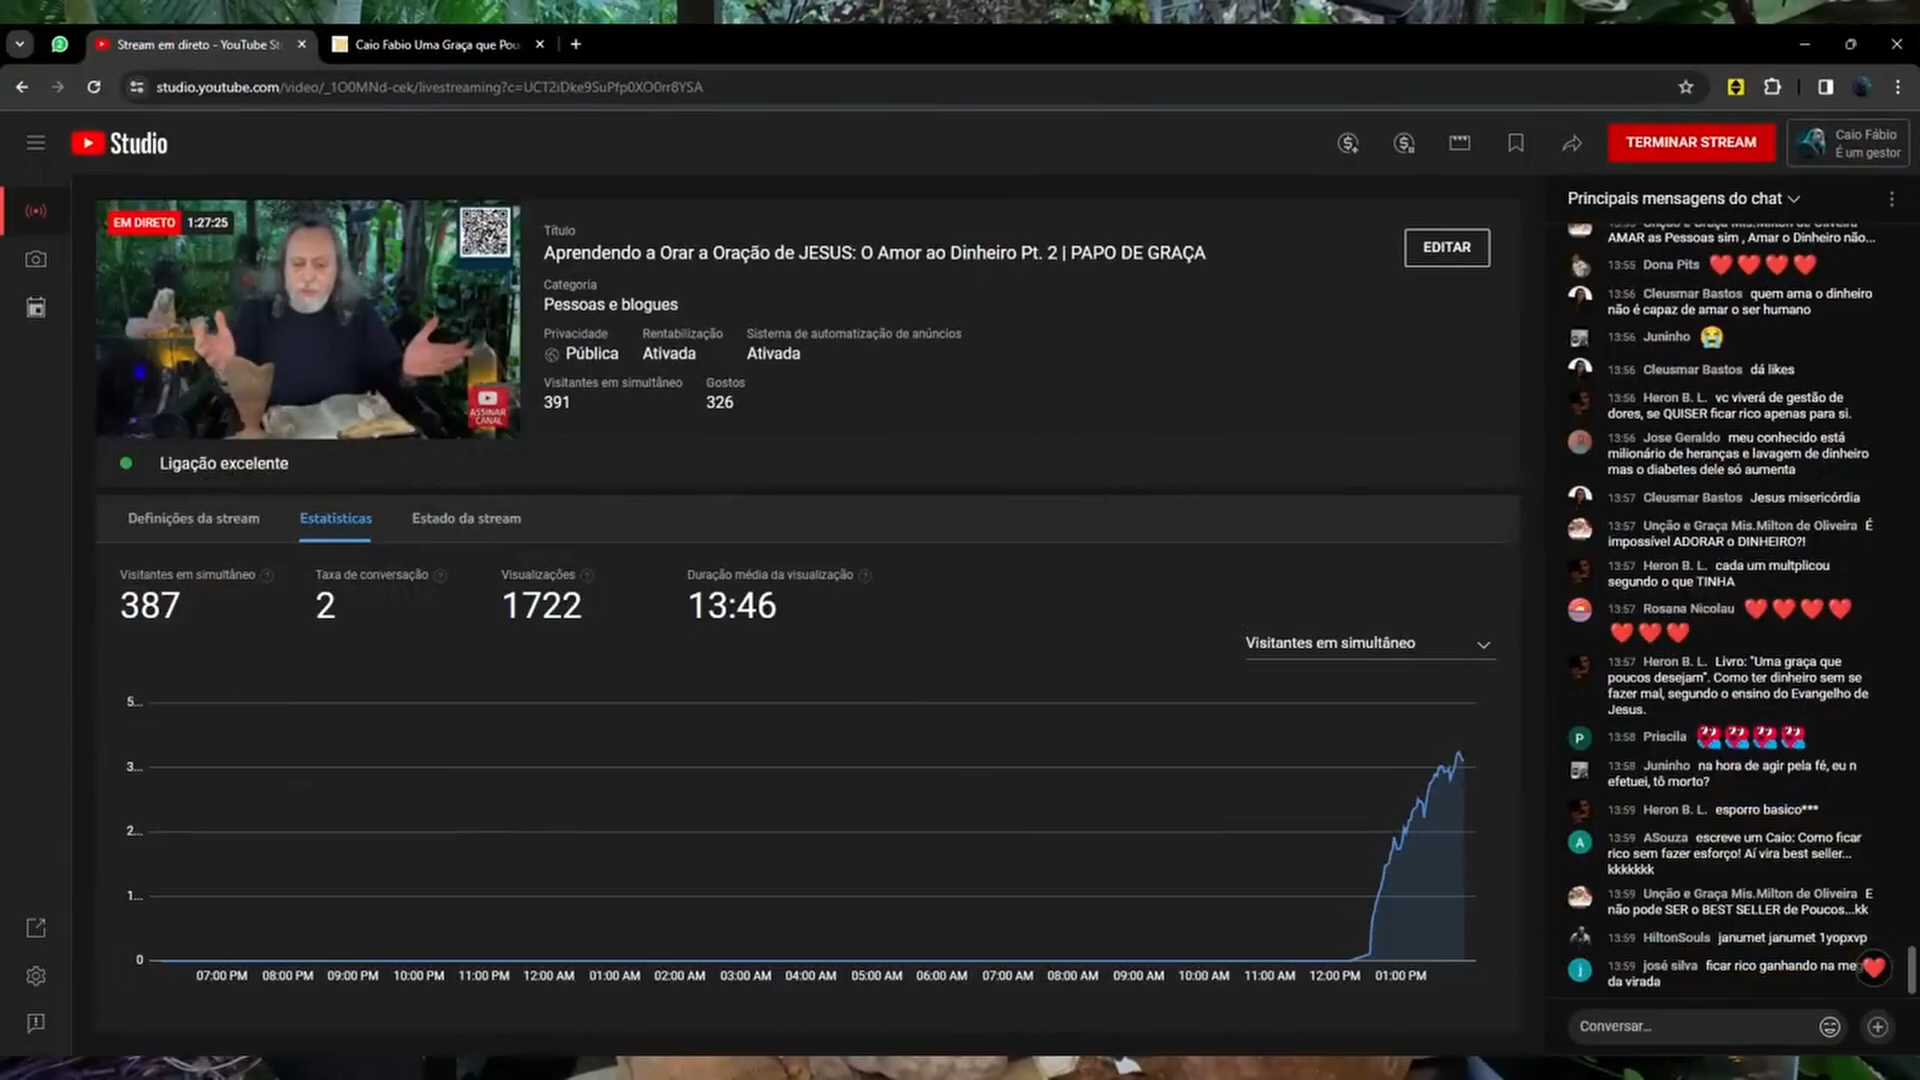 Stream em direto - YouTube St
Caio Fabio Uma Graça que Pou
studio.youtube.com/video/_1O0MNd-cek/livestreaming?c=UCT2iDke9SuPfp0XO0rr8YSA
Studio
TERMINAR STREAM
Caio Fábio
É um gestor
EM DIRETO 1:27:25
ASSINAR
CANAL
Título
Aprendendo a Orar a Oração de JESUS: O Amor ao Dinheiro Pt. 2 | PAPO DE GRAÇA
EDITAR
Categoria
Pessoas e blogues
Privacidade Rentabilização Sistema de automatização de anúncios
Pública Ativada Ativada
Visitantes em simultâneo Gostos
391 326
Ligação excelente
Definições da stream Estatísticas Estado da stream
Visitantes em simultâneo Taxa de conversação Visualizações Duração média da visualização
387 2 1722 13:46
Visitantes em simultâneo
5...
3...
2...
1...
0
07:00 PM 08:00 PM 09:00 PM 10:00 PM 11:00 PM 12:00 AM 01:00 AM 02:00 AM 03:00 AM 04:00 AM 05:00 AM 06:00 AM 07:00 AM 08:00 AM 09:00 AM 10:00 AM 11:00 AM 12:00 PM 01:00 PM
Principais mensagens do chat
13:55 Unção e Graça Mis.Milton de Oliveira
AMAR as Pessoas sim , Amar o Dinheiro não...
13:55 Dona Pits ❤️❤️❤️❤️
13:56 Cleusmar Bastos quem ama o dinheiro
não é capaz de amar o ser humano
13:56 Juninho 😭
13:56 Cleusmar Bastos dá likes
13:56 Heron B. L. vc viverá de gestão de
dores, se QUISER ficar rico apenas para si.
13:56 Jose Geraldo meu conhecido está
milionário de heranças e lavagem de dinheiro
mas o diabetes dele só aumenta
13:57 Cleusmar Bastos Jesus misericórdia
13:57 Unção e Graça Mis.Milton de Oliveira É
impossível ADORAR o DINHEIRO?!
13:57 Heron B. L. cada um multplicou
segundo o que TINHA
13:57 Rosana Nicolau ❤️❤️❤️❤️
❤️❤️❤️
13:57 Heron B. L. Livro: "Uma graça que
poucos desejam". Como ter dinheiro sem se
fazer mal, segundo o ensino do Evangelho de
Jesus.
P
13:58 Priscila
13:58 Juninho na hora de agir pela fé, eu n
efetuei, tô morto?
13:59 Heron B. L. esporro basico***
A
13:59 ASouza escreve um Caio: Como ficar
rico sem fazer esforço! Aí vira best seller...
kkkkkkk
13:59 Unção e Graça Mis.Milton de Oliveira E
não pode SER o BEST SELLER de Poucos...kk
13:59 HiltonSouls janurnet janurnet 1yopxvp
j
13:59 josé silva ficar rico ganhando na me
da virada
Conversar...